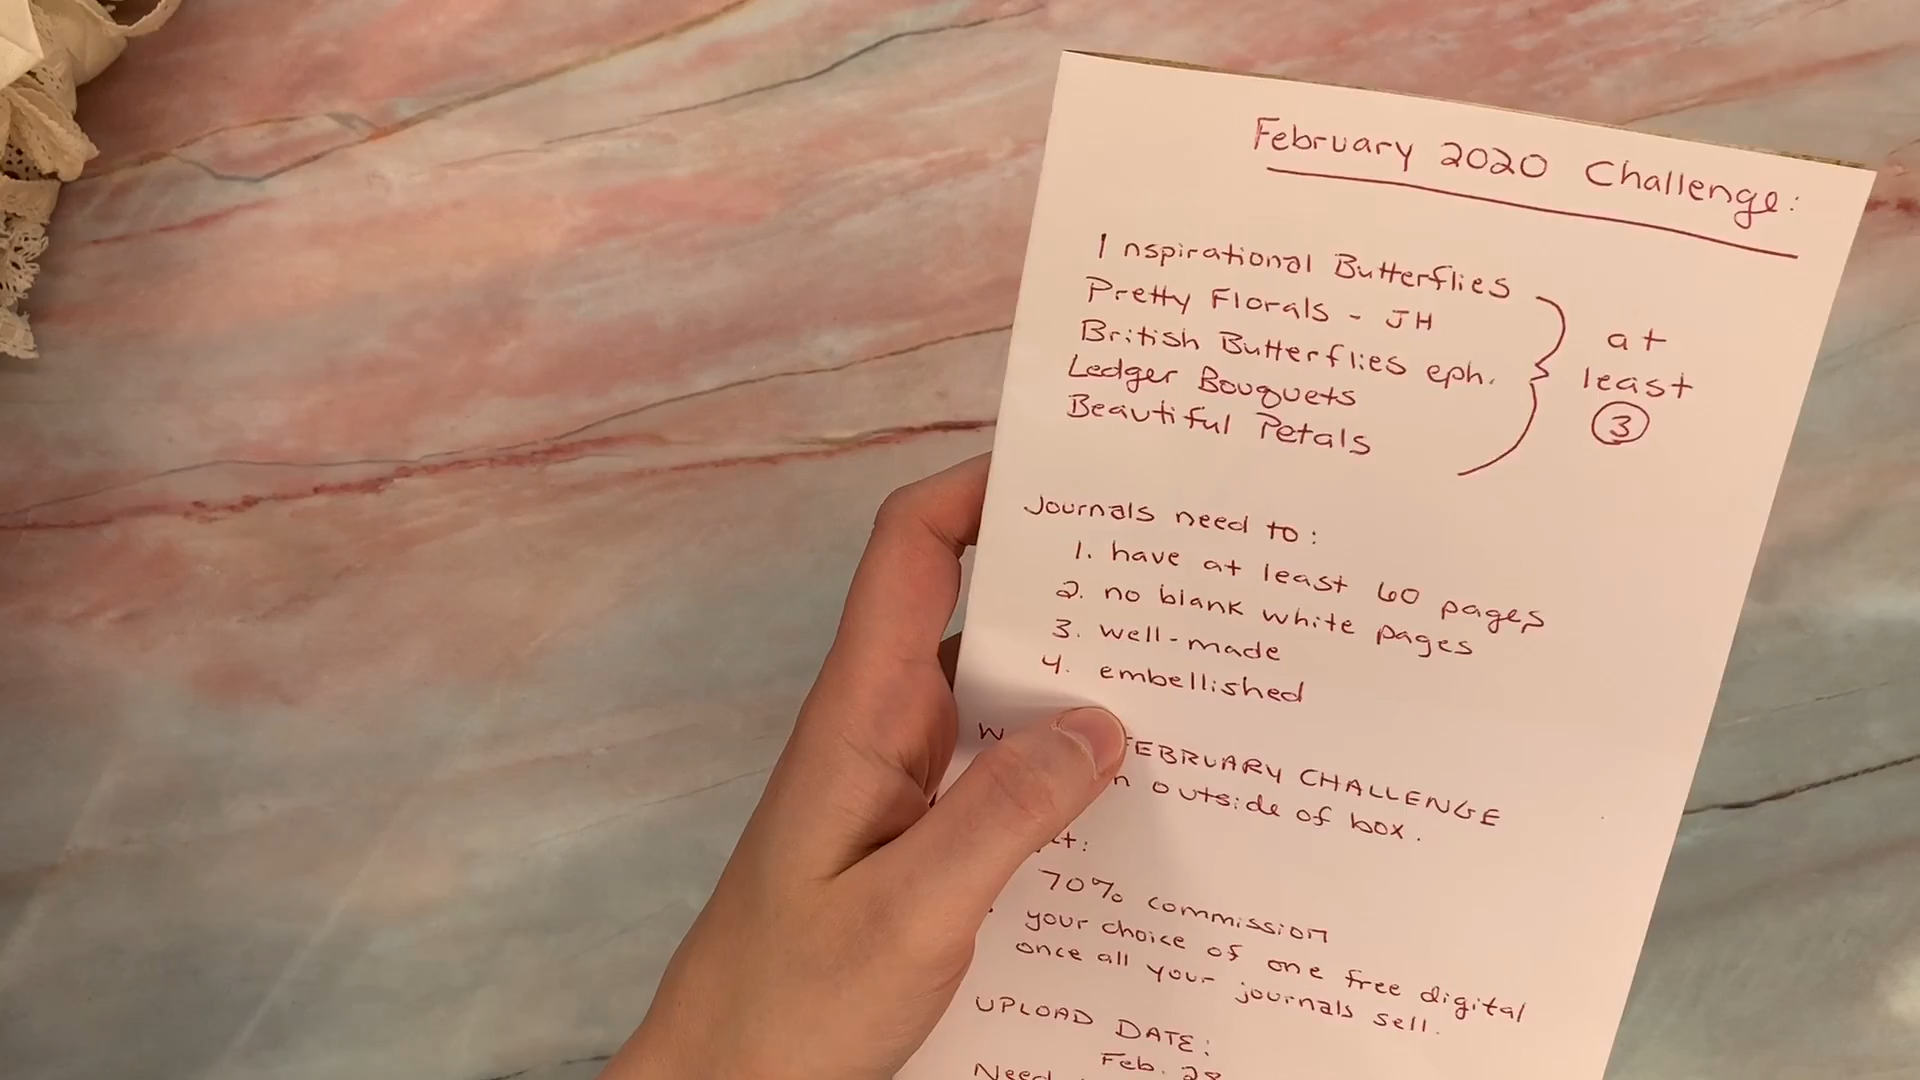 February 2020 Challenge:
Inspirational Butterflies
Pretty Florals - JH
British Butterflies eph.
Ledger Bouquets
Beautiful Petals
at
least
3
Journals need to:
1. have at least 60 pages
2. no blank white pages
3. well-made
4. embellished
FEBRUARY CHALLENGE
outside of box.
70% commission
your choice of one free digital
once all your journals sell.
UPLOAD DATE:
Feb. 28
Need